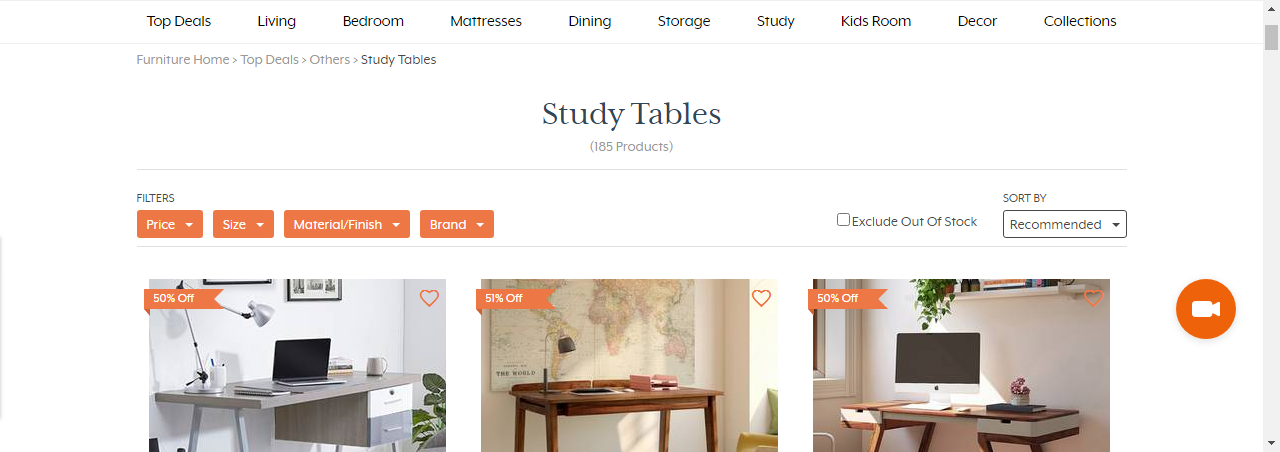 Top Deals Living Bedroom Mattresses Dining Storage Study Kids Room Decor Collections
Furniture Home > Top Deals > Others > Study Tables
Study Tables
(185 Products)
FILTERS
SORT BY
Price Size Material/Finish Brand
Exclude Out Of Stock
Recommended
50% Off
51% Off
50% Off
THE WORLD